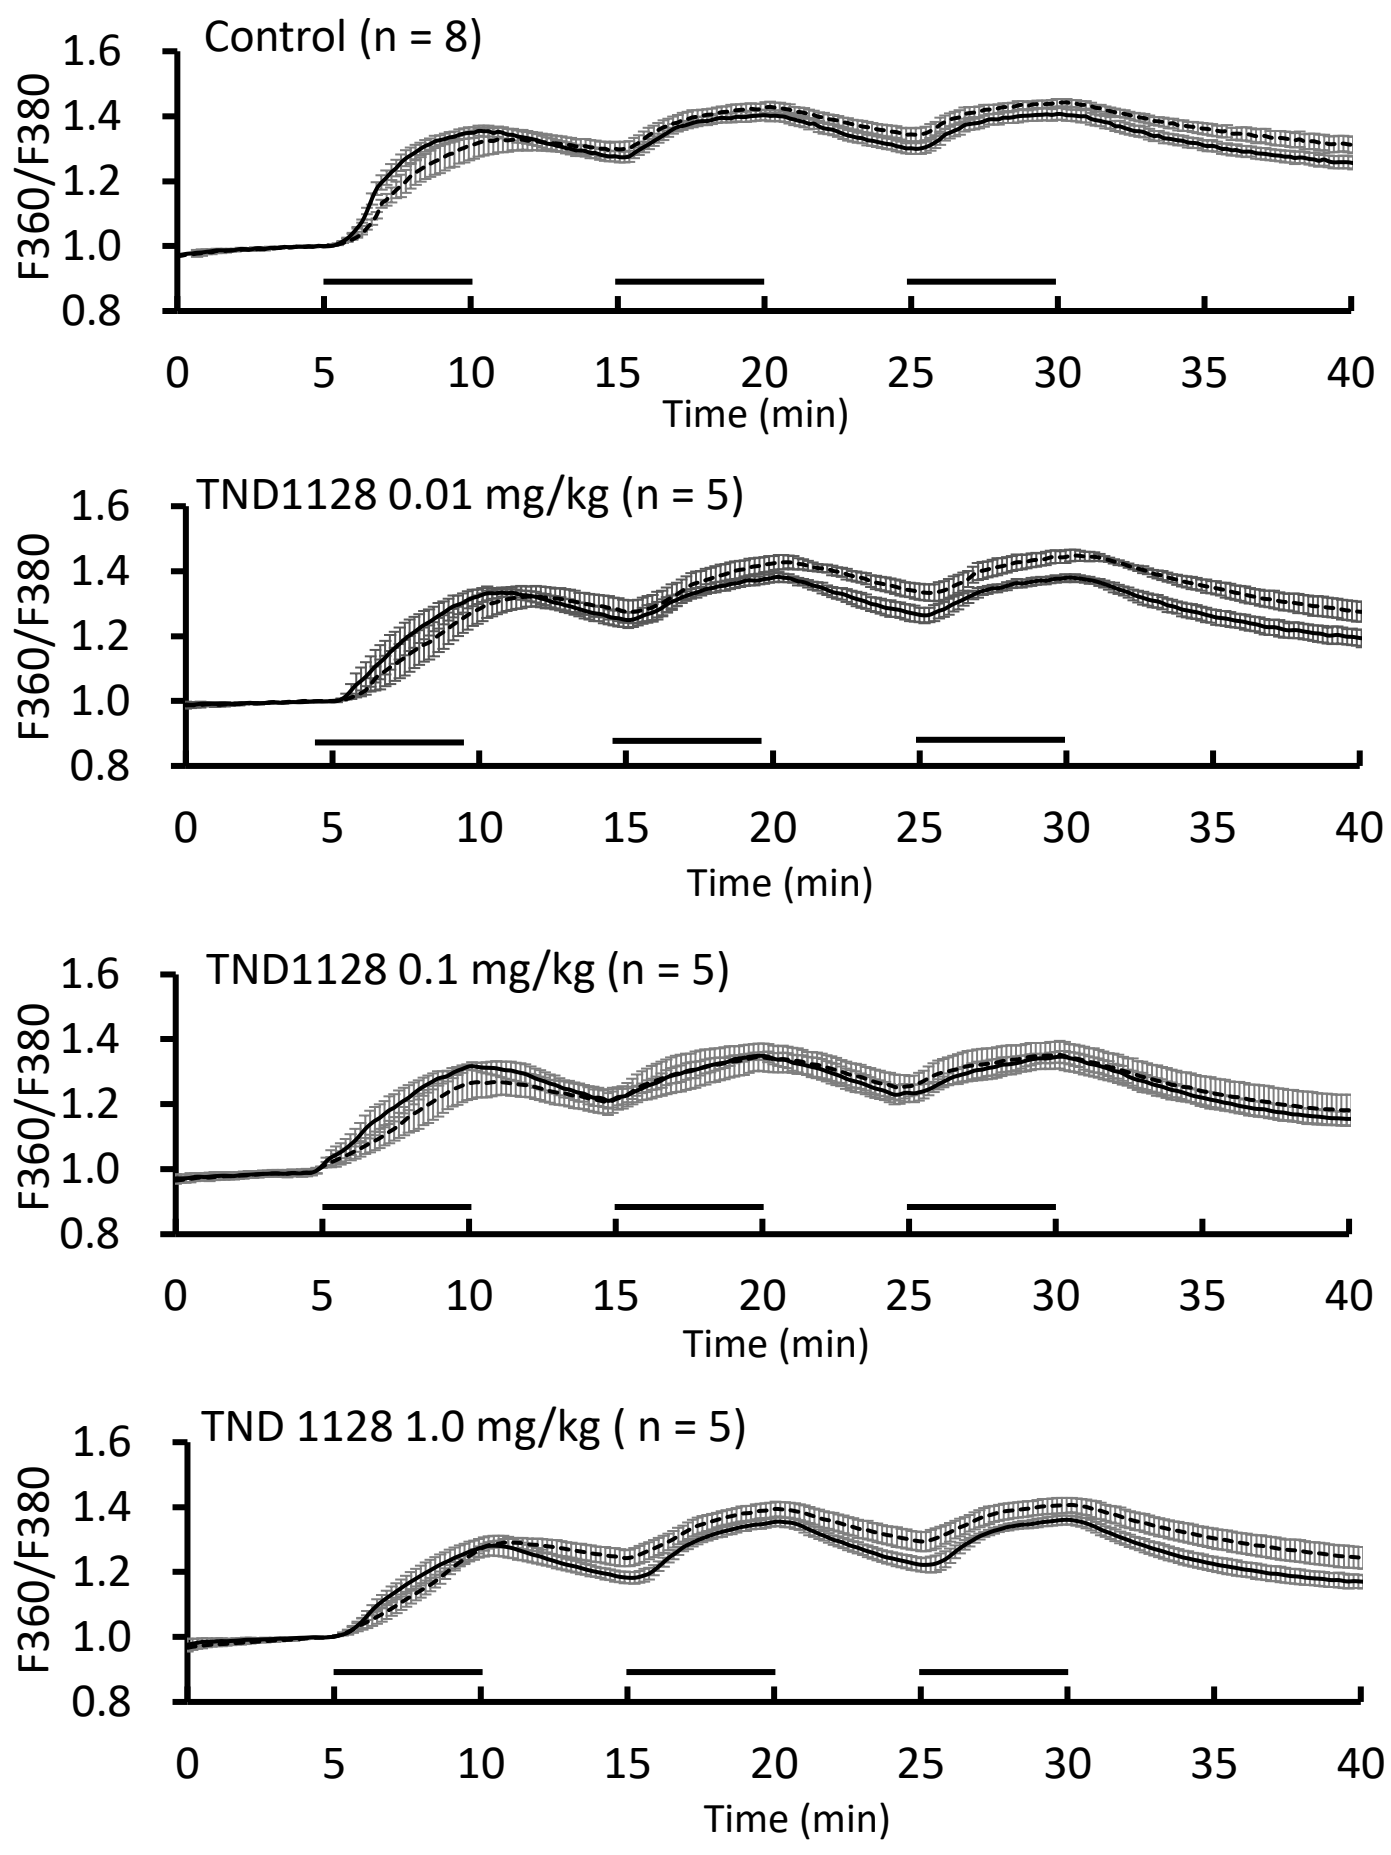 Control (n = 8)
F360/F380
1.6
1.4
1.2
1.0
0.8
0 5 10 15 20 25 30 35 40
Time (min)
TND1128 0.01 mg/kg (n = 5)
F360/F380
1.6
1.4
1.2
1.0
0.8
0 5 10 15 20 25 30 35 40
Time (min)
TND1128 0.1 mg/kg (n = 5)
F360/F380
1.6
1.4
1.2
1.0
0.8
0 5 10 15 20 25 30 35 40
Time (min)
TND 1128 1.0 mg/kg ( n = 5)
F360/F380
1.6
1.4
1.2
1.0
0.8
0 5 10 15 20 25 30 35 40
Time (min)